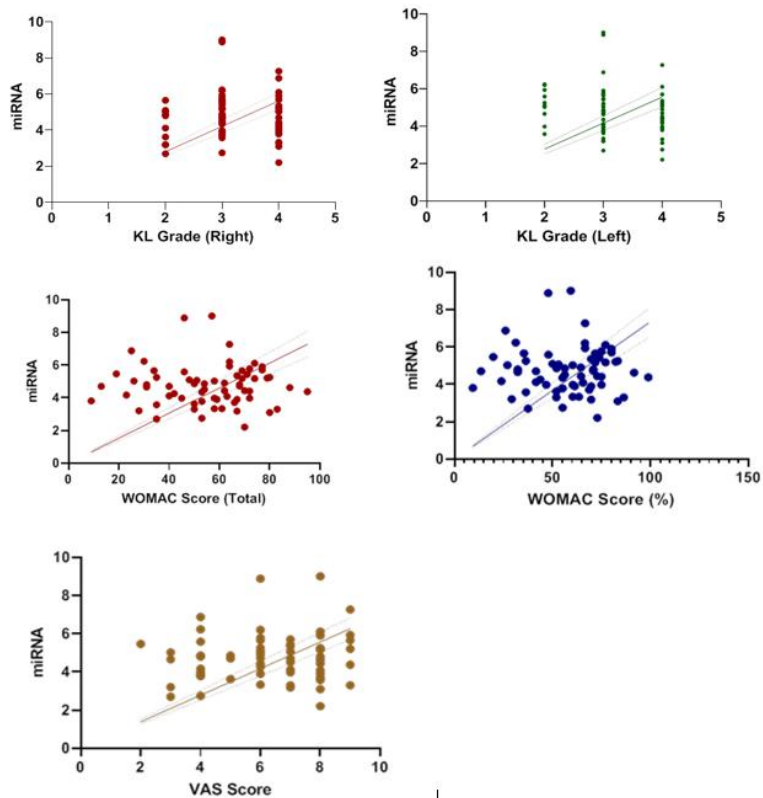 10
8
6
4
2
0
miRNA
0 1 2 3 4 5
KL Grade (Right)
10
8
6
4
2
0
miRNA
0 1 2 3 4 5
KL Grade (Left)
10
8
6
4
2
0
miRNA
0 20 40 60 80 100
WOMAC Score (Total)
10
8
6
4
2
0
miRNA
0 50 100 150
WOMAC Score (%)
10
8
6
4
2
0
miRNA
0 2 4 6 8 10
VAS Score